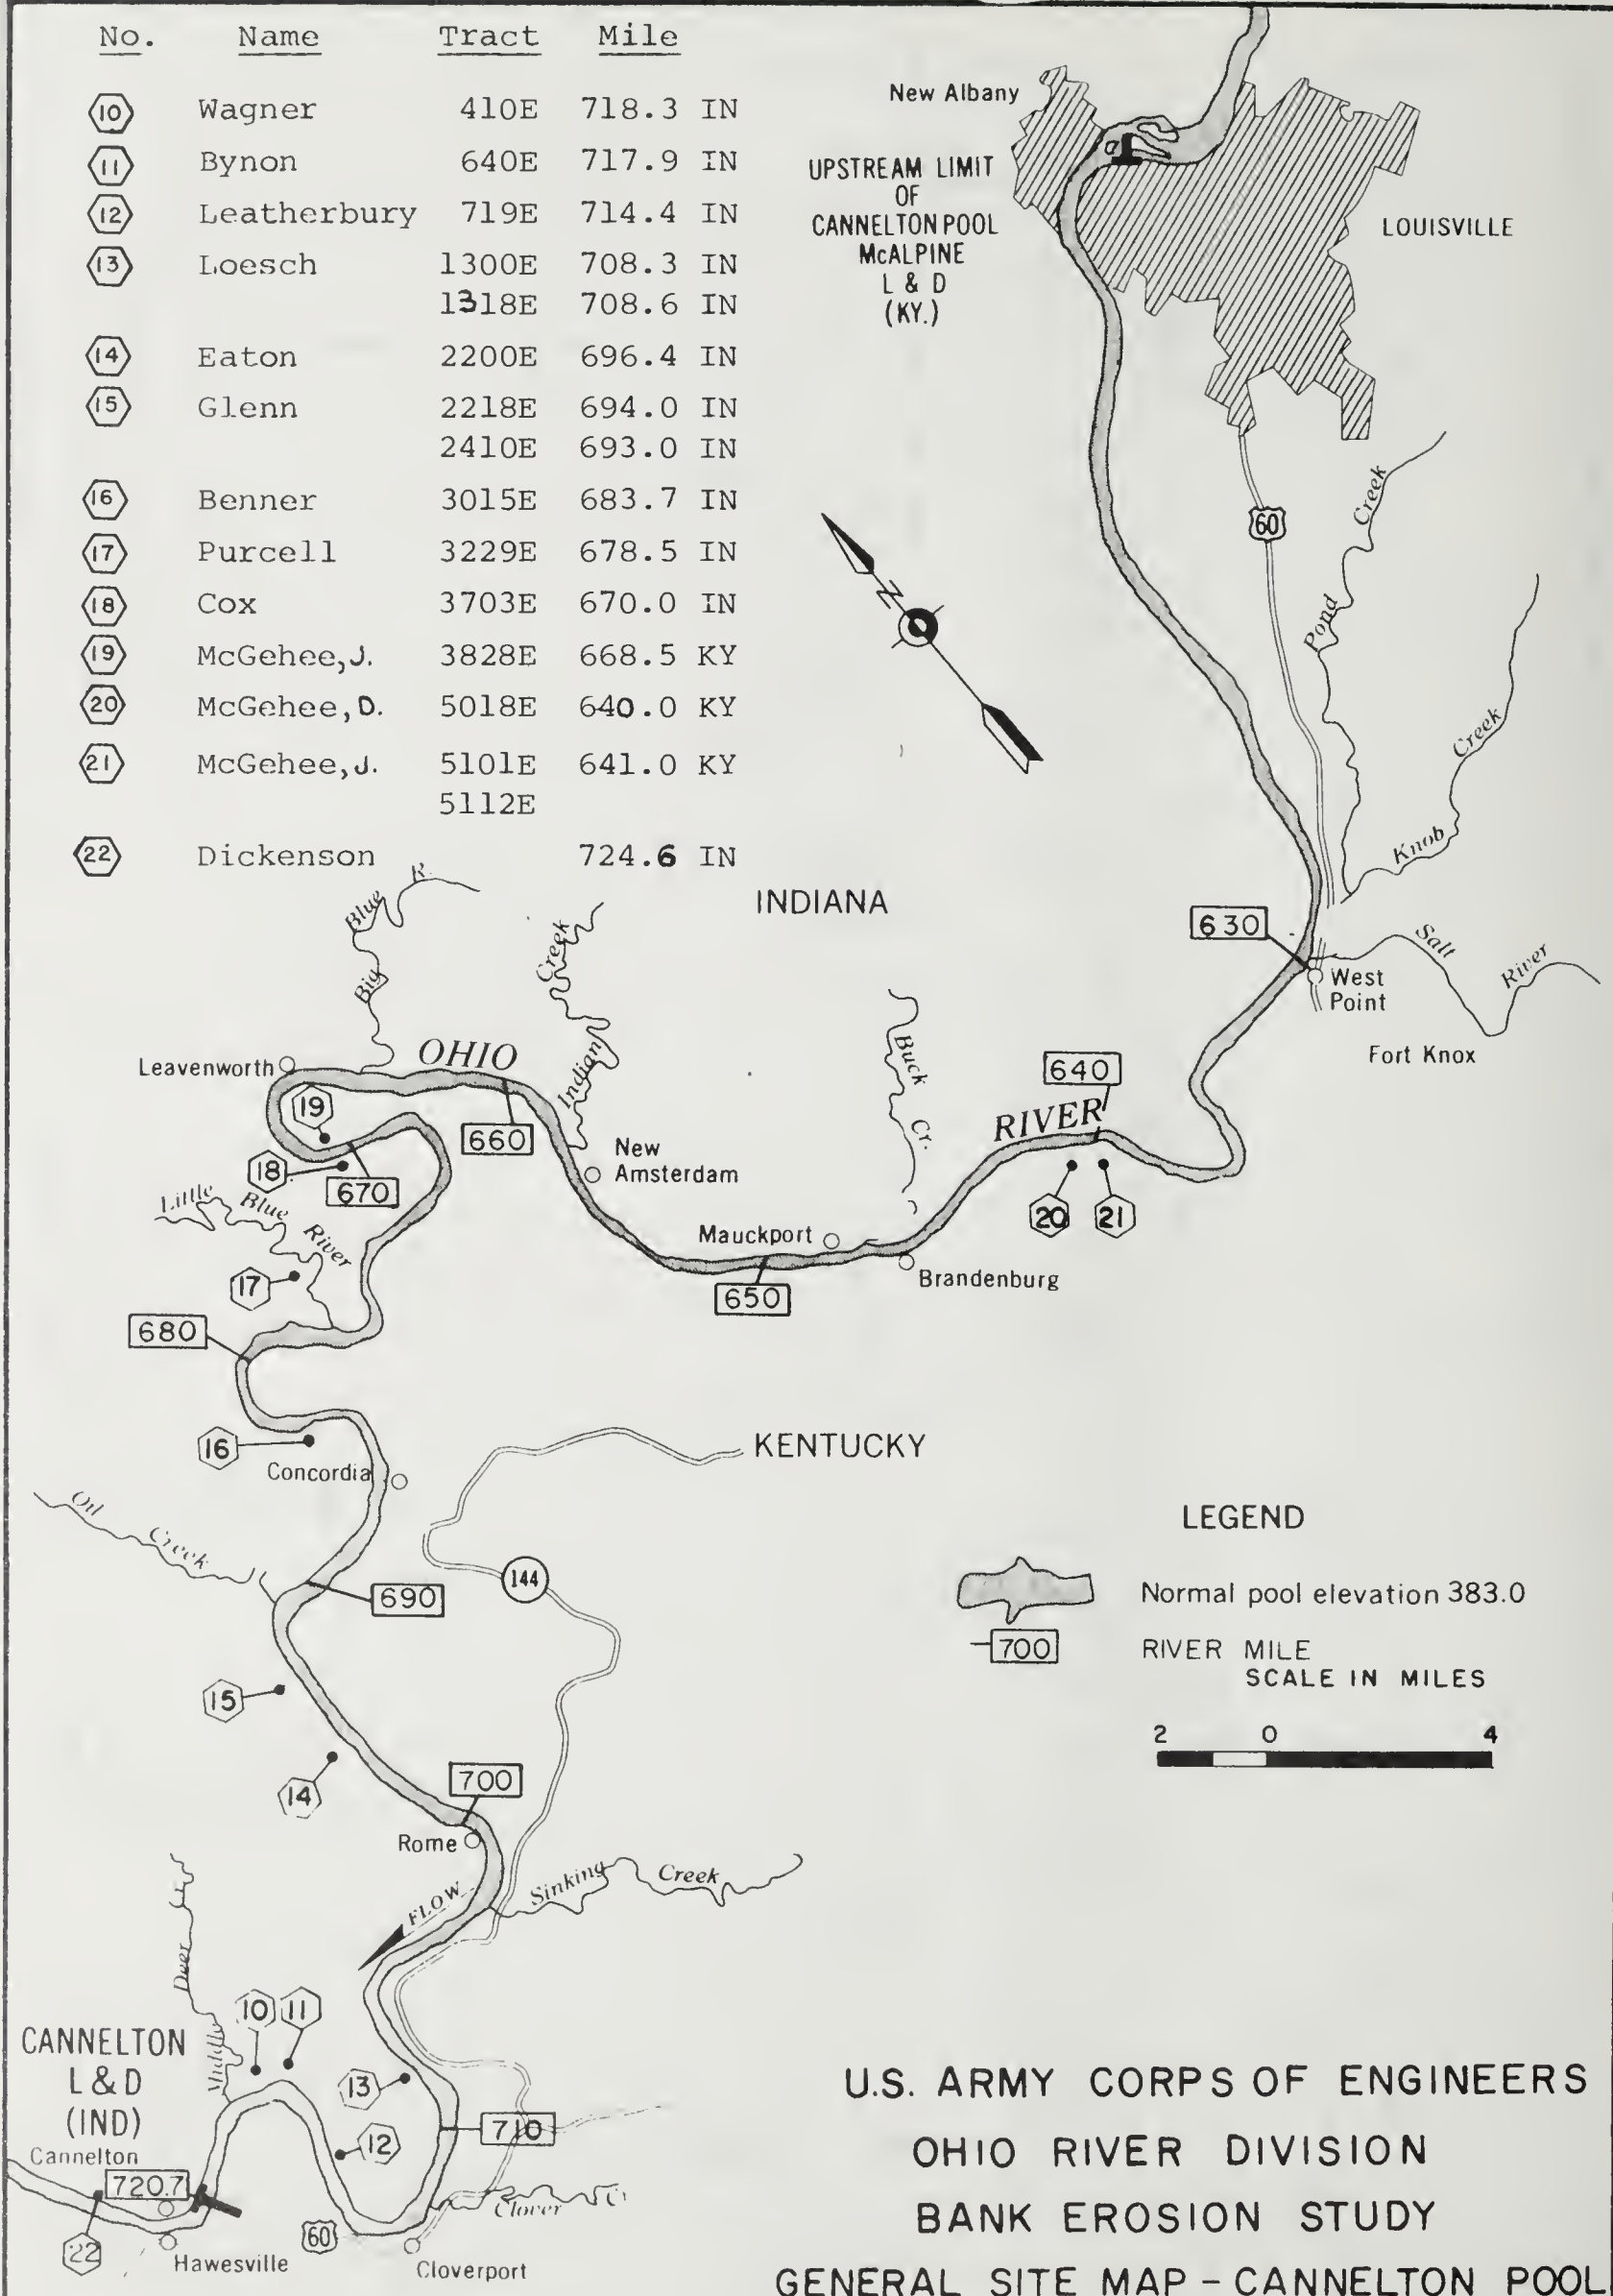 No. Name Tract Mile
10 Wagner 410E 718.3 IN
11 Bynon 640E 717.9 IN
12 Leatherbury 719E 714.4 IN
13 Loesch 1300E 708.3 IN
1318E 708.6 IN
14 Eaton 2200E 696.4 IN
15 Glenn 2218E 694.0 IN
2410E 693.0 IN
16 Benner 3015E 683.7 IN
17 Purcell 3229E 678.5 IN
18 Cox 3703E 670.0 IN
19 McGehee, J. 3828E 668.5 KY
20 McGehee, D. 5018E 640.0 KY
21 McGehee, J. 5101E 641.0 KY
5112E
22 Dickenson 724.6 IN
New Albany
UPSTREAM LIMIT
OF
CANNELTON POOL
McALPINE
L & D
(KY.)
LOUISVILLE
60
Pond Creek
Knob Creek
N
INDIANA
630
Salt River
West
Point
Fort Knox
Big Blue R.
Indian Creek
Buck Cr.
Leavenworth
OHIO
RIVER
640
19
660
18
670
New
Amsterdam
20
21
Little Blue River
Mauckport
Brandenburg
17
650
680
16
Concordia
KENTUCKY
Oil Creek
690
144
LEGEND
Normal pool elevation 383.0
700
RIVER MILE
SCALE IN MILES
2 0 4
15
14
700
Rome
Sinking Creek
FLOW
Middle Deer
10
11
13
12
710
CANNELTON
L & D
(IND)
Cannelton
720.7
22
Hawesville
60
Clover Cr
Cloverport
U.S. ARMY CORPS OF ENGINEERS
OHIO RIVER DIVISION
BANK EROSION STUDY
GENERAL SITE MAP - CANNELTON POOL